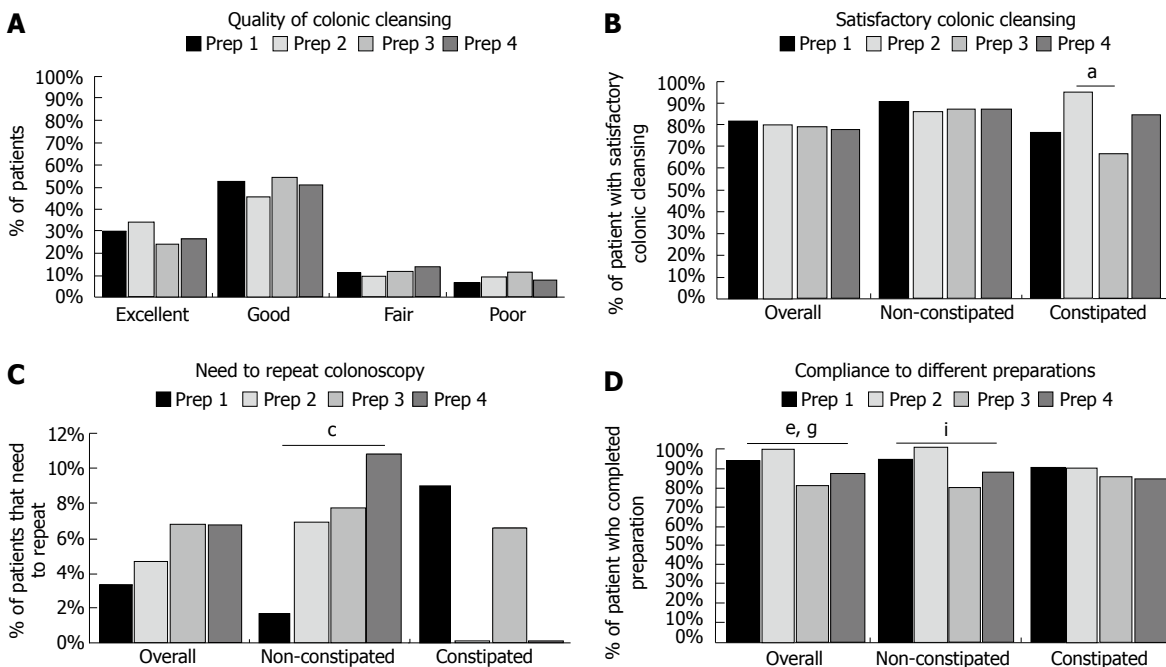 A
Quality of colonic cleansing
Prep 1 Prep 2 Prep 3 Prep 4
% of patients
100%
90%
80%
70%
60%
50%
40%
30%
20%
10%
0%
Excellent Good Fair Poor
B
Satisfactory colonic cleansing
Prep 1 Prep 2 Prep 3 Prep 4
% of patient with satisfactory
colonic cleansing
a
100%
90%
80%
70%
60%
50%
40%
30%
20%
10%
0%
Overall Non-constipated Constipated
C
Need to repeat colonoscopy
Prep 1 Prep 2 Prep 3 Prep 4
% of patients that need
to repeat
c
12%
10%
8%
6%
4%
2%
0%
Overall Non-constipated Constipated
D
Compliance to different preparations
Prep 1 Prep 2 Prep 3 Prep 4
% of patient who completed
preparation
e, g i
100%
90%
80%
70%
60%
50%
40%
30%
20%
10%
0%
Overall Non-constipated Constipated